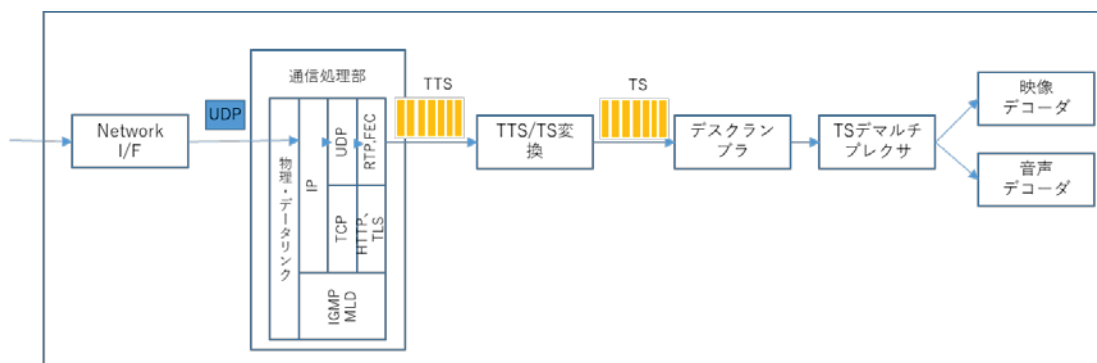 Network
I/F
UDP
通信処理部
物理・データリンク
IP
UDP
RTP.FEC
TCP
HTTP、
TLS
IGMP
MLD
TTS
TTS/TS変
換
TS
デスクラン
ブラ
TSデマルチ
プレクサ
映像
デコーダ
音声
デコーダ